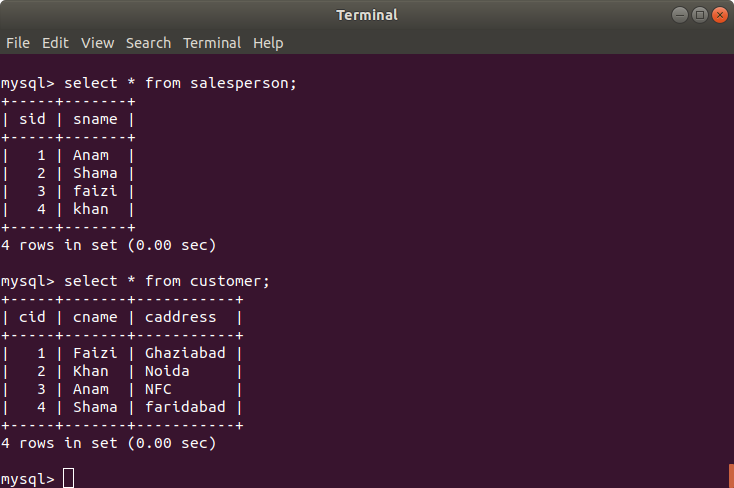 Terminal
File Edit View Search Terminal Help
mysql> select * from salesperson;
+-----+-------+
| sid | sname |
+-----+-------+
|   1 | Anam  |
|   2 | Shama |
|   3 | faizi |
|   4 | khan  |
+-----+-------+
4 rows in set (0.00 sec)
mysql> select * from customer;
+-----+-------+-----------+
| cid | cname | caddress  |
+-----+-------+-----------+
|   1 | Faizi | Ghaziabad |
|   2 | Khan  | Noida     |
|   3 | Anam  | NFC       |
|   4 | Shama | faridabad |
+-----+-------+-----------+
4 rows in set (0.00 sec)
mysql>